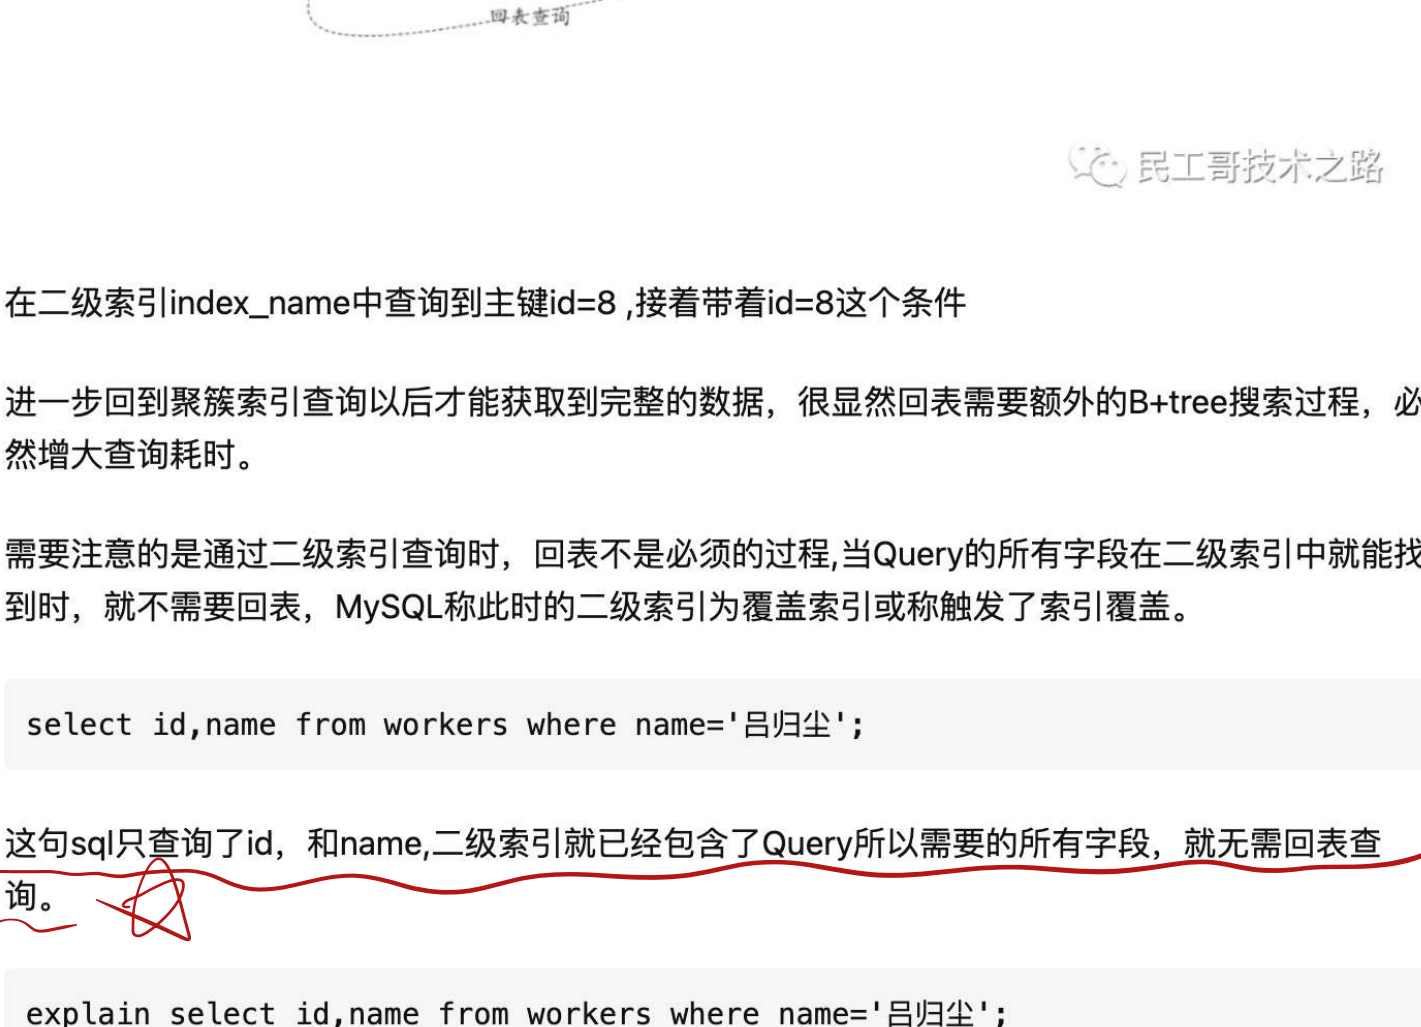 回表查询
民工哥技术之路
在二级索引index_name中查询到主键id=8 ,接着带着id=8这个条件
进一步回到聚簇索引查询以后才能获取到完整的数据，很显然回表需要额外的B+tree搜索过程，必
然增大查询耗时。
需要注意的是通过二级索引查询时，回表不是必须的过程,当Query的所有字段在二级索引中就能找
到时，就不需要回表，MySQL称此时的二级索引为覆盖索引或称触发了索引覆盖。
select id,name from workers where name='吕归尘';
这句sql只查询了id，和name,二级索引就已经包含了Query所以需要的所有字段，就无需回表查
询。
explain select id,name from workers where name='吕归尘';